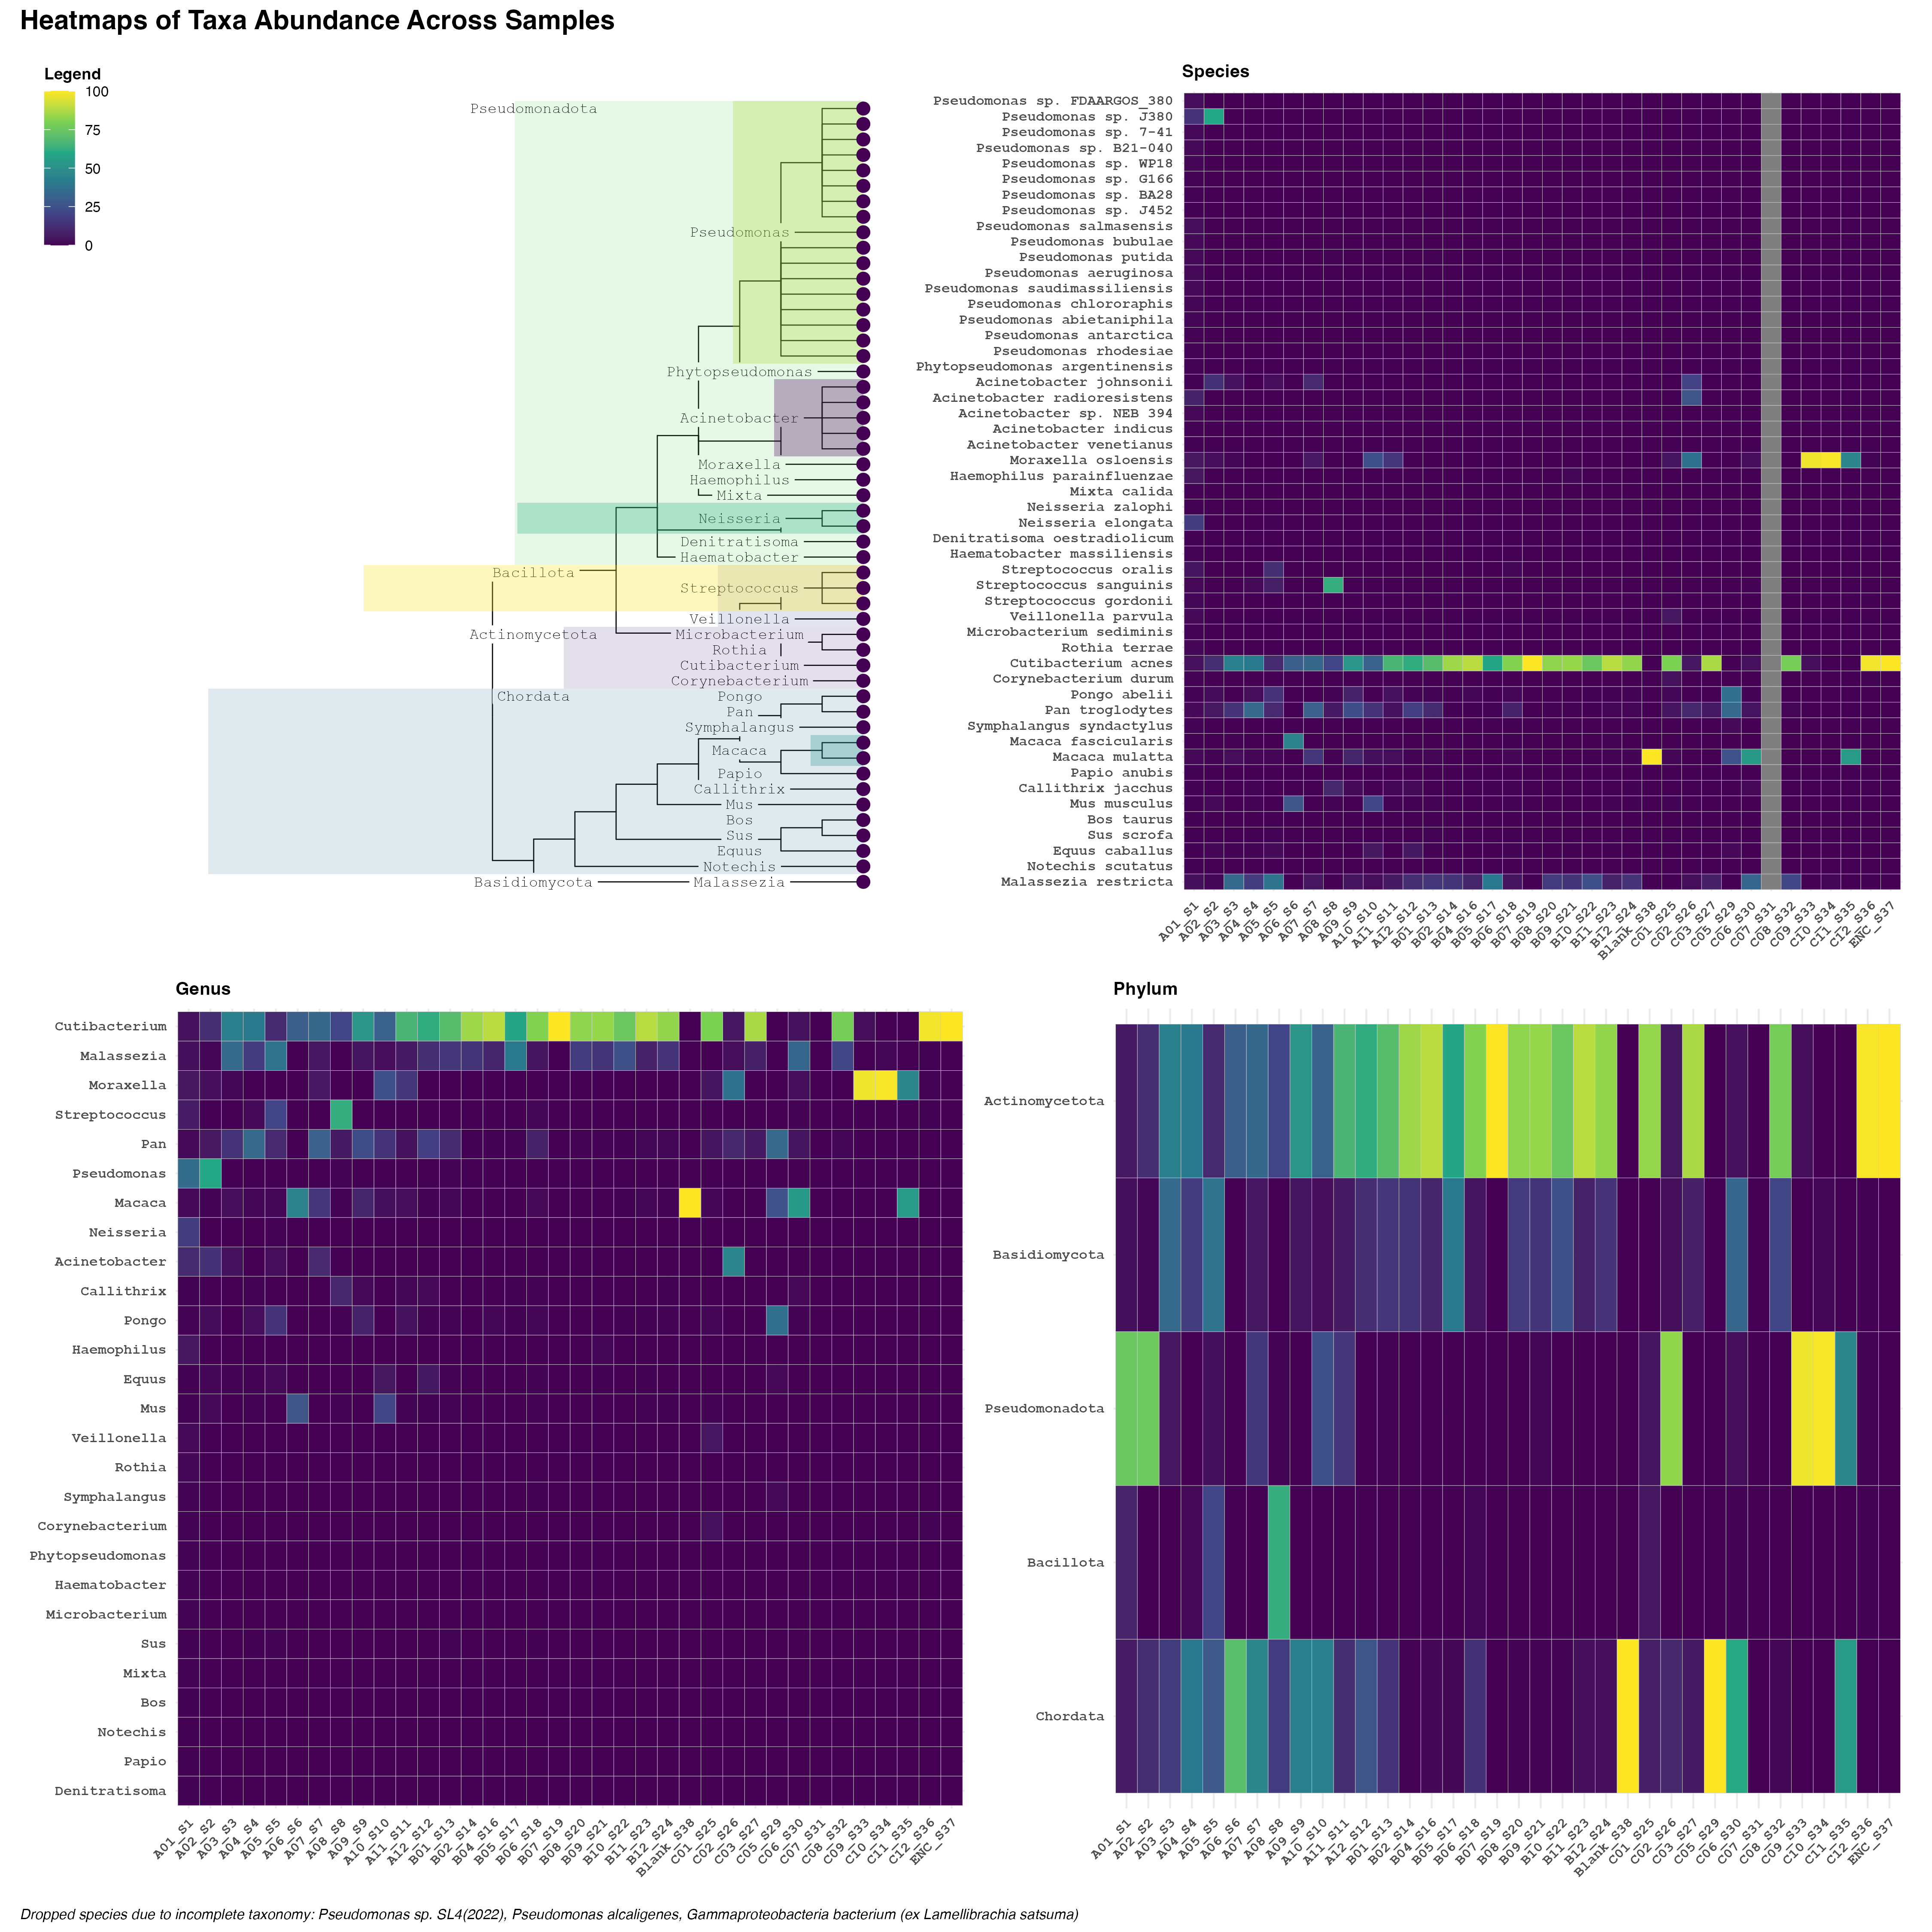 Heatmaps of Taxa Abundance Across Samples
Legend
100
75
50
25
0
Pseudomonadota
Pseudomonas
Phytopseudomonas
Acinetobacter
Moraxella
Haemophilus
Mixta
Neisseria
Denitratisoma
Haematobacter
Bacillota
Streptococcus
Veillonella
Actinomycetota
Microbacterium
Rothia
Cutibacterium
Corynebacterium
Chordata
Pongo
Pan
Symphalangus
Macaca
Papio
Callithrix
Mus
Bos
Sus
Equus
Notechis
Basidiomycota
Malassezia
Species
Pseudomonas sp. FDAARGOS_380
Pseudomonas sp. J380
Pseudomonas sp. 7-41
Pseudomonas sp. B21-040
Pseudomonas sp. WP18
Pseudomonas sp. G166
Pseudomonas sp. BA28
Pseudomonas sp. J452
Pseudomonas salmasensis
Pseudomonas bubulae
Pseudomonas putida
Pseudomonas aeruginosa
Pseudomonas saudimassiliensis
Pseudomonas chlororaphis
Pseudomonas abietaniphila
Pseudomonas antarctica
Pseudomonas rhodesiae
Phytopseudomonas argentinensis
Acinetobacter johnsonii
Acinetobacter radioresistens
Acinetobacter sp. NEB 394
Acinetobacter indicus
Acinetobacter venetianus
Moraxella osloensis
Haemophilus parainfluenzae
Mixta calida
Neisseria zalophi
Neisseria elongata
Denitratisoma oestradiolicum
Haematobacter massiliensis
Streptococcus oralis
Streptococcus sanguinis
Streptococcus gordonii
Veillonella parvula
Microbacterium sediminis
Rothia terrae
Cutibacterium acnes
Corynebacterium durum
Pongo abelii
Pan troglodytes
Symphalangus syndactylus
Macaca fascicularis
Macaca mulatta
Papio anubis
Callithrix jacchus
Mus musculus
Bos taurus
Sus scrofa
Equus caballus
Notechis scutatus
Malassezia restricta
A01_S1
A02_S2
A03_S3
A04_S4
A05_S5
A06_S6
A07_S7
A08_S8
A09_S9
A10_S10
A11_S11
A12_S12
B01_S13
B02_S14
B04_S16
B05_S17
B06_S18
B07_S19
B08_S20
B09_S21
B10_S22
B11_S23
B12_S24
Blank_S38
C01_S25
C02_S26
C03_S27
C05_S29
C06_S30
C07_S31
C08_S32
C09_S33
C10_S34
C11_S35
C12_S36
ENC_S37
Genus
Cutibacterium
Malassezia
Moraxella
Streptococcus
Pan
Pseudomonas
Macaca
Neisseria
Acinetobacter
Callithrix
Pongo
Haemophilus
Equus
Mus
Veillonella
Rothia
Symphalangus
Corynebacterium
Phytopseudomonas
Haematobacter
Microbacterium
Sus
Mixta
Bos
Notechis
Papio
Denitratisoma
A01_S1
A02_S2
A03_S3
A04_S4
A05_S5
A06_S6
A07_S7
A08_S8
A09_S9
A10_S10
A11_S11
A12_S12
B01_S13
B02_S14
B04_S16
B05_S17
B06_S18
B07_S19
B08_S20
B09_S21
B10_S22
B11_S23
B12_S24
Blank_S38
C01_S25
C02_S26
C03_S27
C05_S29
C06_S30
C07_S31
C08_S32
C09_S33
C10_S34
C11_S35
C12_S36
ENC_S37
Phylum
Actinomycetota
Basidiomycota
Pseudomonadota
Bacillota
Chordata
A01_S1
A02_S2
A03_S3
A04_S4
A05_S5
A06_S6
A07_S7
A08_S8
A09_S9
A10_S10
A11_S11
A12_S12
B01_S13
B02_S14
B04_S16
B05_S17
B06_S18
B07_S19
B08_S20
B09_S21
B10_S22
B11_S23
B12_S24
Blank_S38
C01_S25
C02_S26
C03_S27
C05_S29
C06_S30
C07_S31
C08_S32
C09_S33
C10_S34
C11_S35
C12_S36
ENC_S37
Dropped species due to incomplete taxonomy: Pseudomonas sp. SL4(2022), Pseudomonas alcaligenes, Gammaproteobacteria bacterium (ex Lamellibrachia satsuma)